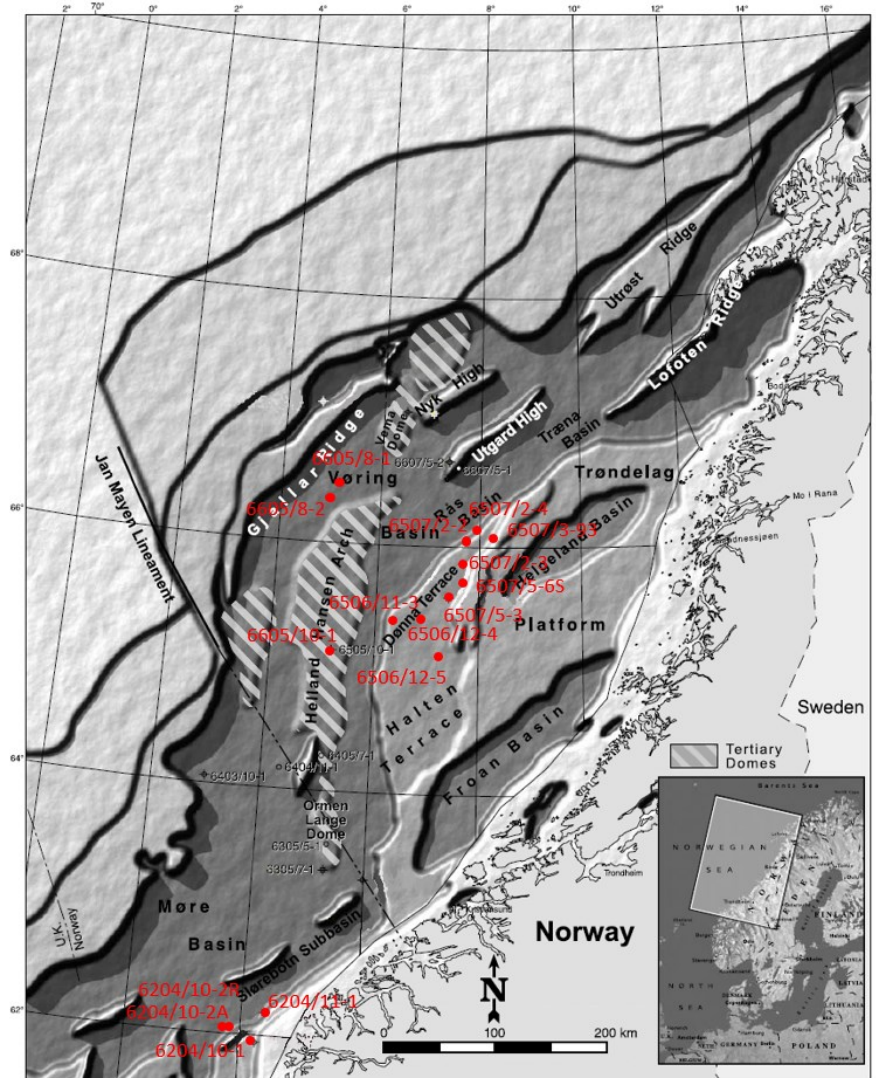 2° 70° 0° 2° 4° 6° 8° 10° 12° 14° 16°
68°
66°
64°
62°
Utrøst Ridge
Lofoten Ridge
Nyk High
Vema Dome
Utgard High
Træna Basin
Trøndelag
Platform
Gjallar Ridge
6605/8-1
Vøring
Basin
6605/8-2
6607/5-2
6607/5-1
Rås Basin
6507/2-4
6507/2-2
6507/3-9S
Helgeland Basin
6507/2-3
6507/5-6S
6507/5-3
Dønna Terrace
6506/11-3
6506/12-4
6506/12-5
6605/10-1
6505/10-1
Helland Hansen Arch
Jan Mayen Lineament
Halten
Terrace
Froan Basin
6403/10-1
6404/11-1
6405/7-1
Ormen
Lange
Dome
6305/5-1
6305/7-1
Møre
Basin
Slørebotn Subbasin
6204/10-2R
6204/10-2A
6204/11-1
6204/10-1
U.K.
Norway
Norway
Sweden
Trondheim
Mo i Rana
Tertiary
Domes
N
0 100 200 km
Barents Sea
NORWEGIAN
SEA
NORWAY
SWEDEN
FINLAND
NORTH
SEA
DENMARK
GERMANY
POLAND
LATVIA
LITHUANIA